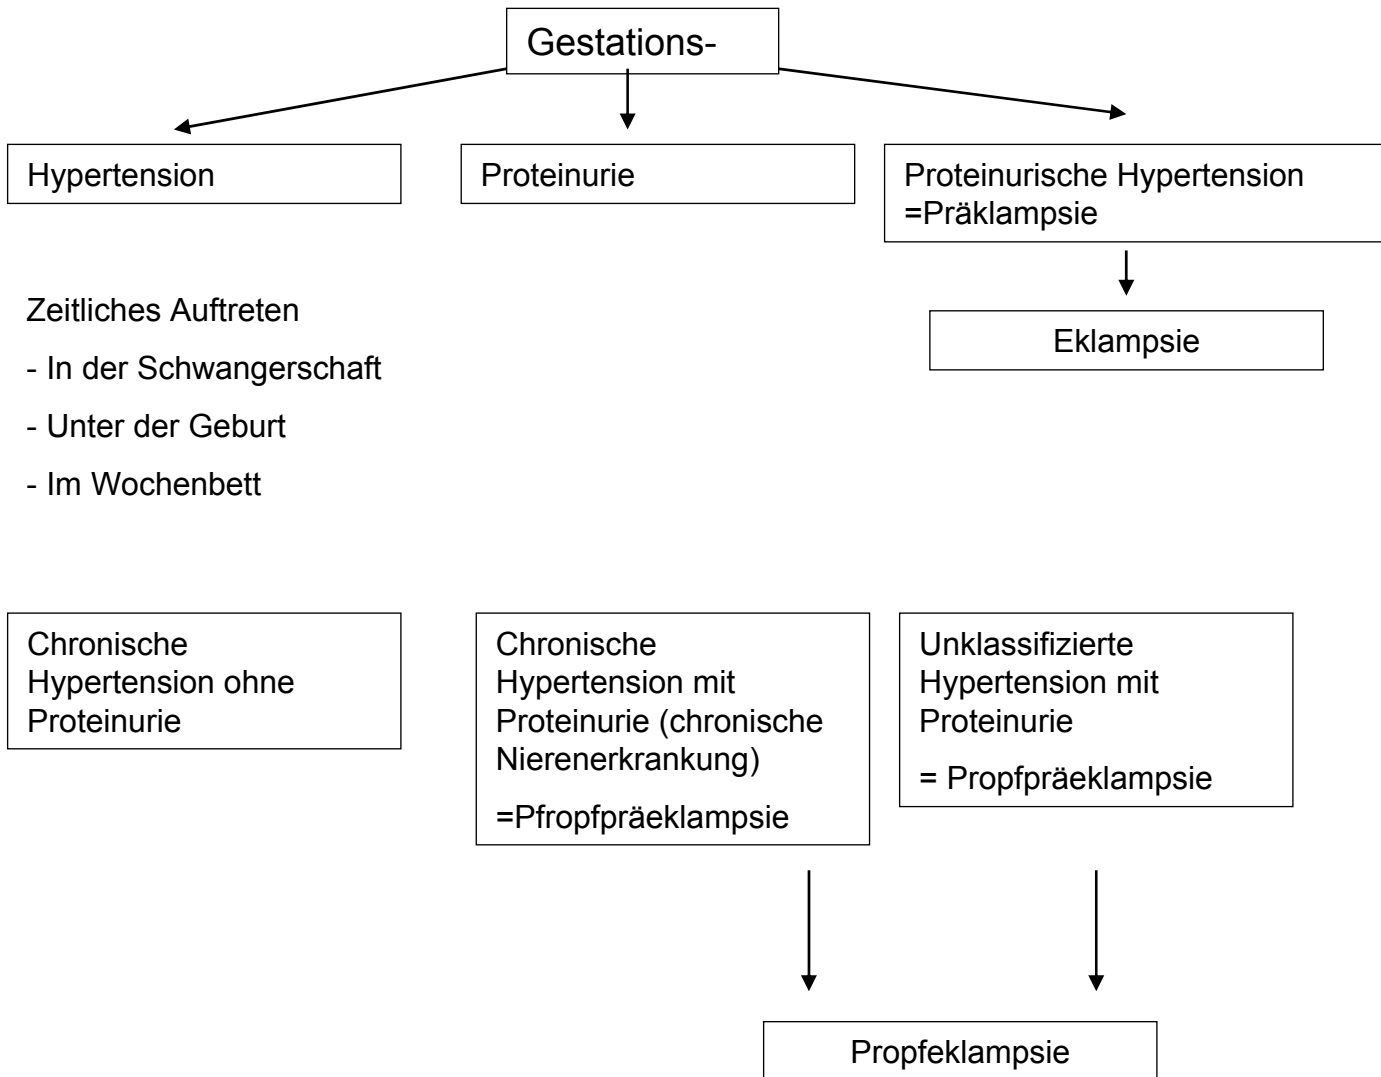 Gestations-
Hypertension
Proteinurie
Proteinurische Hypertension
=Präklampsie
Eklampsie
Zeitliches Auftreten
- In der Schwangerschaft
- Unter der Geburt
- Im Wochenbett
Chronische
Hypertension ohne
Proteinurie
Chronische
Hypertension mit
Proteinurie (chronische
Nierenerkrankung)
=Pfropfpräeklampsie
Unklassifizierte
Hypertension mit
Proteinurie
= Propfpräeklampsie
Propfeklampsie